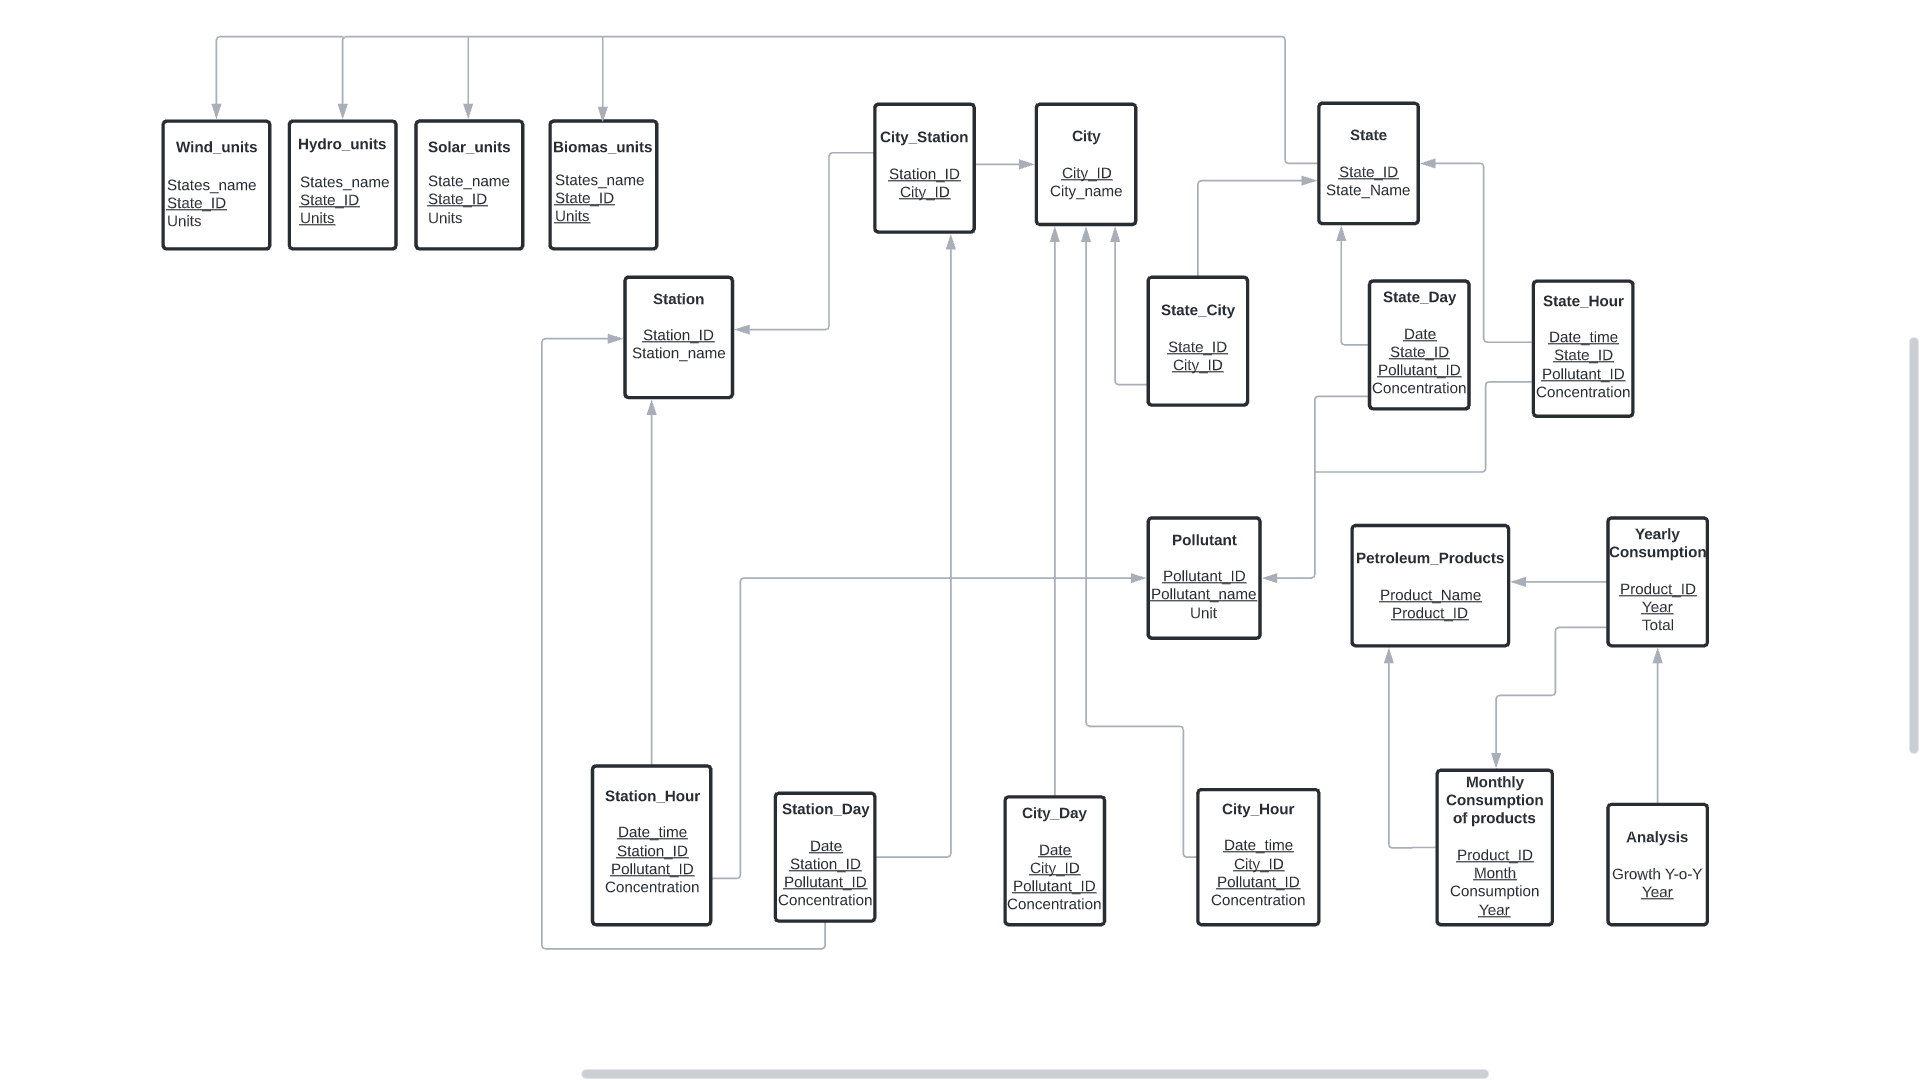 Wind_units
States_name
State_ID
Units
Hydro_units
States_name
State_ID
Units
Solar_units
State_name
State_ID
Units
Biomas_units
States_name
State_ID
Units
City_Station
Station_ID
City_ID
City
City_ID
City_name
State
State_ID
State_Name
Station
Station_ID
Station_name
State_City
State_ID
City_ID
State_Day
Date
State_ID
Pollutant_ID
Concentration
State_Hour
Date_time
State_ID
Pollutant_ID
Concentration
Pollutant
Pollutant_ID
Pollutant_name
Unit
Petroleum_Products
Product_Name
Product_ID
Yearly
Consumption
Product_ID
Year
Total
Station_Hour
Date_time
Station_ID
Pollutant_ID
Concentration
Station_Day
Date
Station_ID
Pollutant_ID
Concentration
City_Day
Date
City_ID
Pollutant_ID
Concentration
City_Hour
Date_time
City_ID
Pollutant_ID
Concentration
Monthly
Consumption
of products
Product_ID
Month
Consumption
Year
Analysis
Growth Y-o-Y
Year